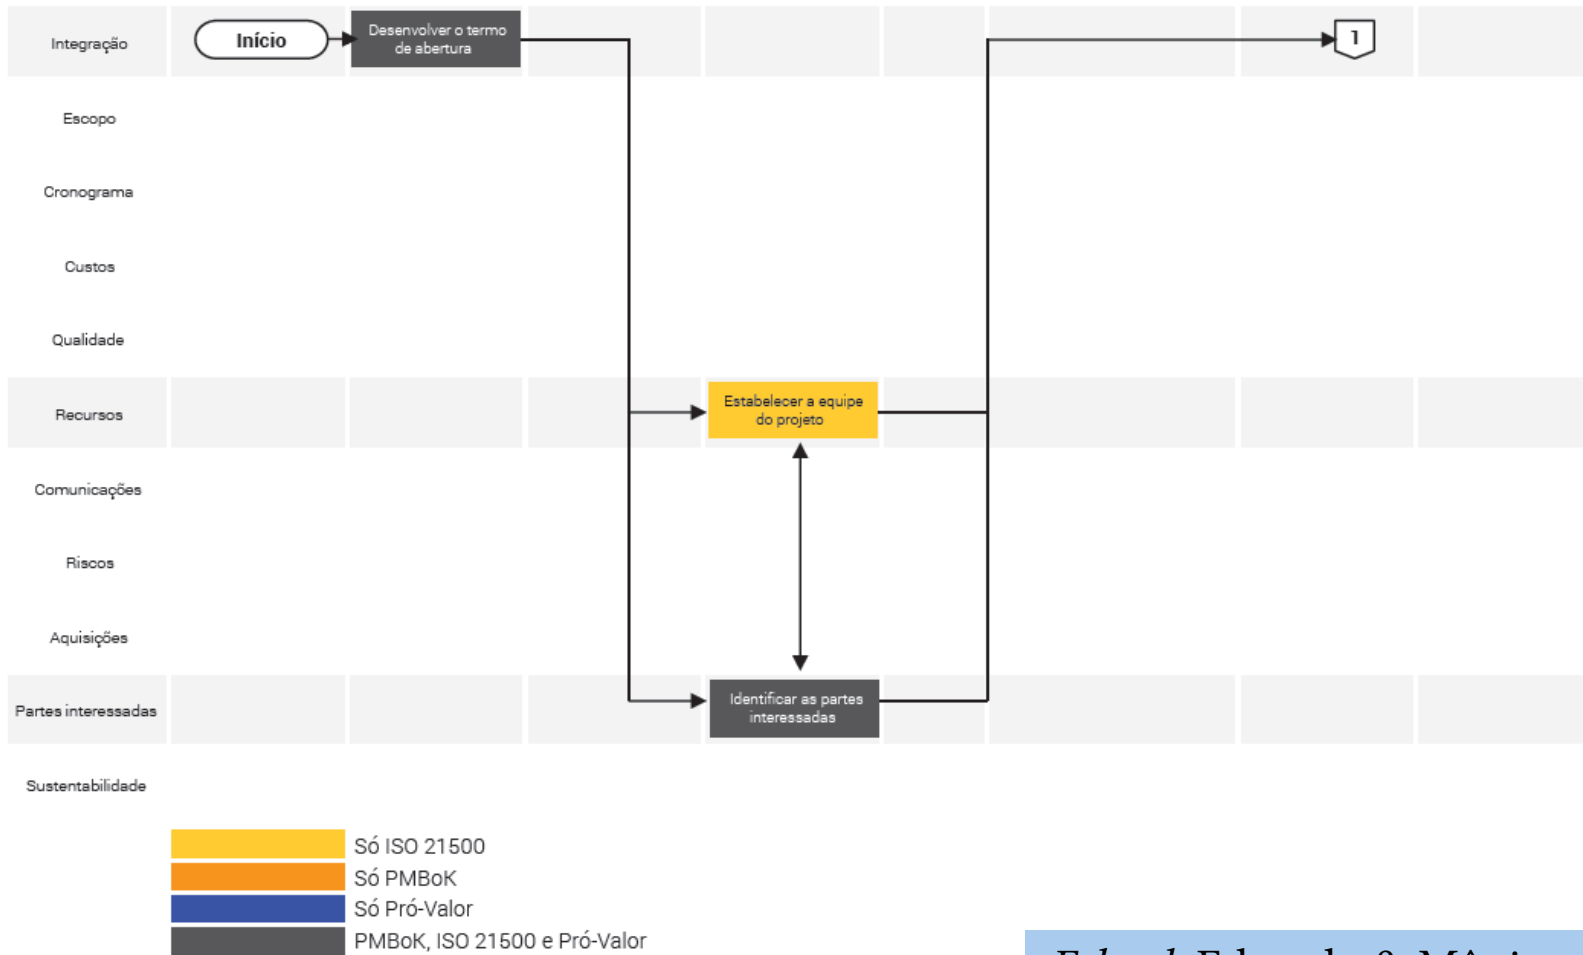 Integração
Início
Desenvolver o termo
de abertura
1
Escopo
Cronograma
Custos
Qualidade
Recursos
Estabelecer a equipe
do projeto
Comunicações
Riscos
Aquisições
Partes interessadas
Identificar as partes
interessadas
Sustentabilidade
Só ISO 21500
Só PMBoK
Só Pró-Valor
PMBoK, ISO 21500 e Pró-Valor